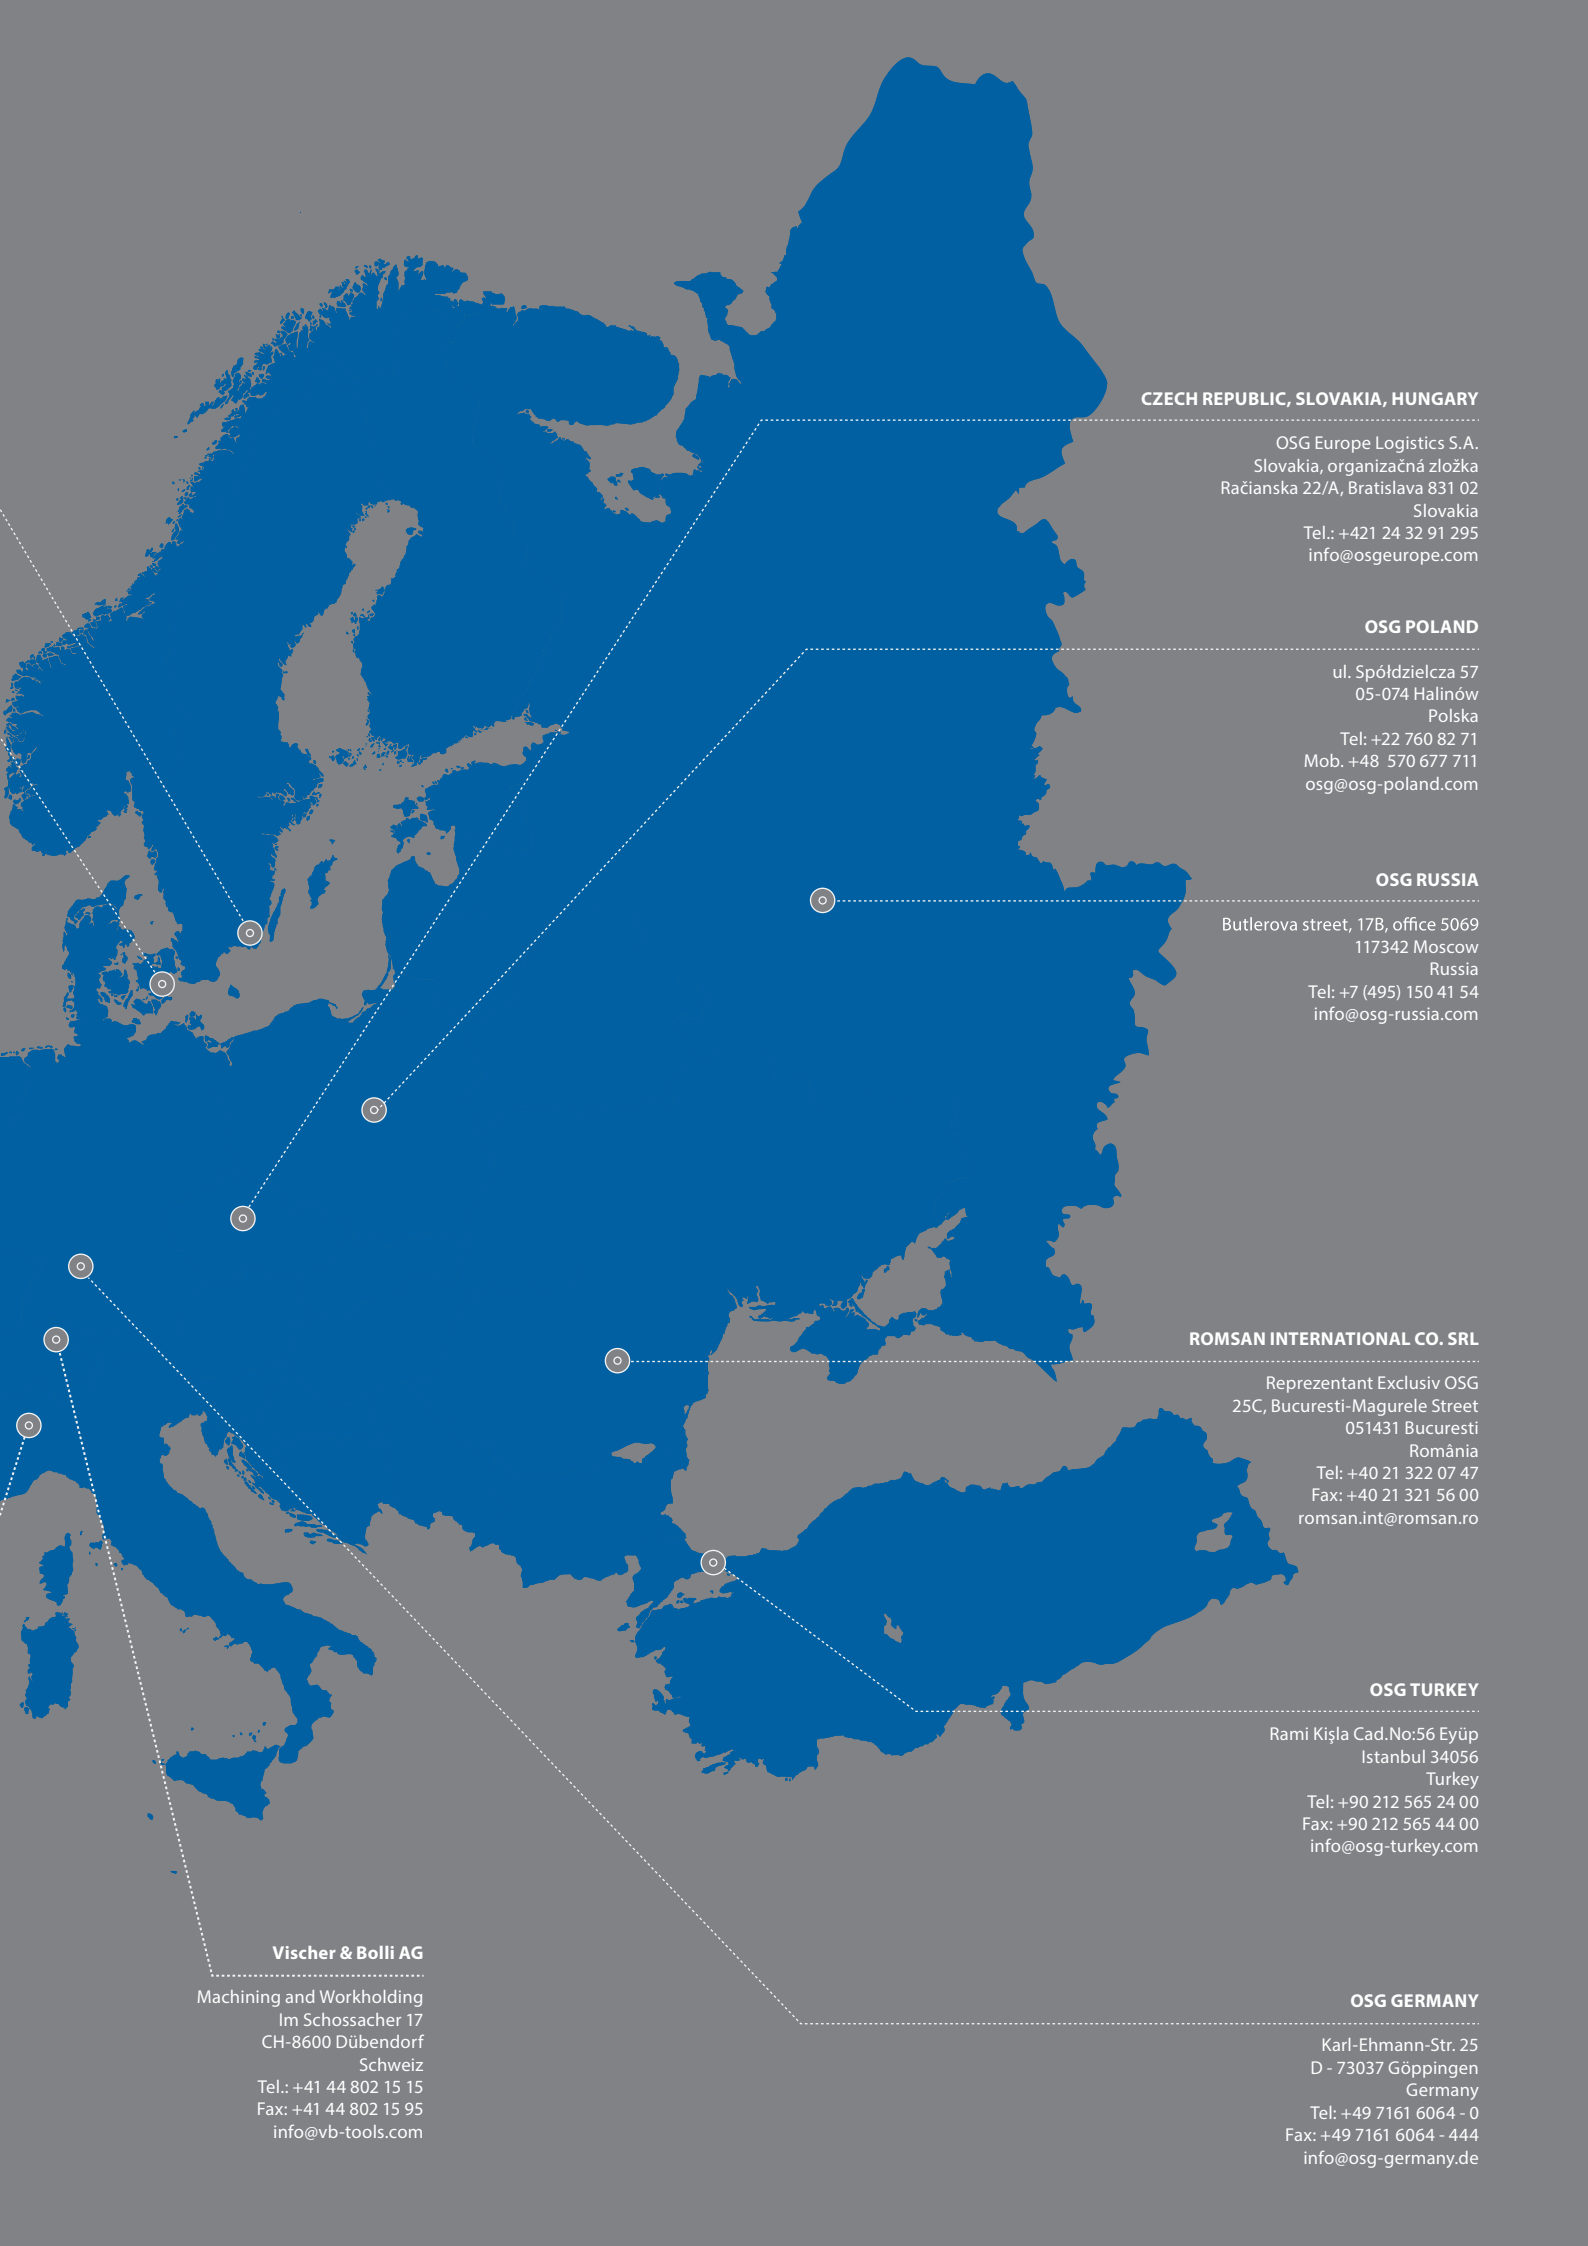 CZECH REPUBLIC, SLOVAKIA, HUNGARY
OSG Europe Logistics S.A.
Slovakia, organizačná zložka
Račianska 22/A, Bratislava 831 02
Slovakia
Tel.: +421 24 32 91 295
info@osgeurope.com
OSG POLAND
ul. Spółdzielcza 57
05-074 Halinów
Polska
Tel: +22 760 82 71
Mob. +48 570 677 711
osg@osg-poland.com
OSG RUSSIA
Butlerova street, 17B, office 5069
117342 Moscow
Russia
Tel: +7 (495) 150 41 54
info@osg-russia.com
ROMSAN INTERNATIONAL CO. SRL
Reprezentant Exclusiv OSG
25C, Bucuresti-Magurele Street
051431 Bucuresti
România
Tel: +40 21 322 07 47
Fax: +40 21 321 56 00
romsan.int@romsan.ro
OSG TURKEY
Rami Kışla Cad.No:56 Eyüp
Istanbul 34056
Turkey
Tel: +90 212 565 24 00
Fax: +90 212 565 44 00
info@osg-turkey.com
Vischer & Bolli AG
Machining and Workholding
Im Schossacher 17
CH-8600 Dübendorf
Schweiz
Tel.: +41 44 802 15 15
Fax: +41 44 802 15 95
info@vb-tools.com
OSG GERMANY
Karl-Ehmann-Str. 25
D - 73037 Göppingen
Germany
Tel: +49 7161 6064 - 0
Fax: +49 7161 6064 - 444
info@osg-germany.de